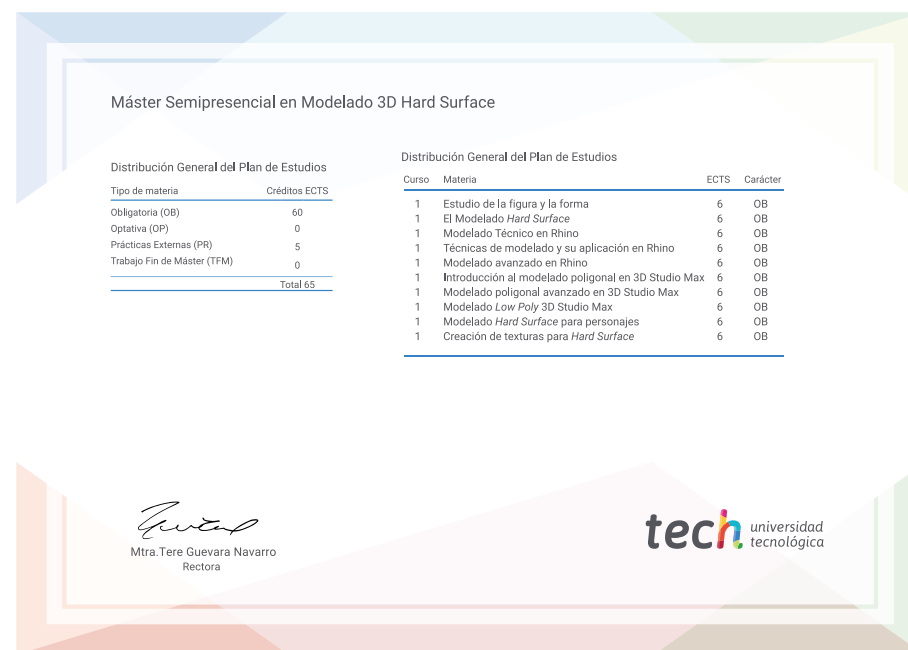 Máster Semipresencial en Modelado 3D Hard Surface
Distribución General del Plan de Estudios
Tipo de materia Créditos ECTS
Obligatoria (OB) 60
Optativa (OP) 0
Prácticas Externas (PR) 5
Trabajo Fin de Máster (TFM) 0
Total 65
Distribución General del Plan de Estudios
Curso Materia ECTS Carácter
1 Estudio de la figura y la forma 6 OB
1 El Modelado Hard Surface 6 OB
1 Modelado Técnico en Rhino 6 OB
1 Técnicas de modelado y su aplicación en Rhino 6 OB
1 Modelado avanzado en Rhino 6 OB
1 Introducción al modelado poligonal en 3D Studio Max 6 OB
1 Modelado poligonal avanzado en 3D Studio Max 6 OB
1 Modelado Low Poly 3D Studio Max 6 OB
1 Modelado Hard Surface para personajes 6 OB
1 Creación de texturas para Hard Surface 6 OB
Mtra.Tere Guevara Navarro
Rectora
tech universidad
tecnológica